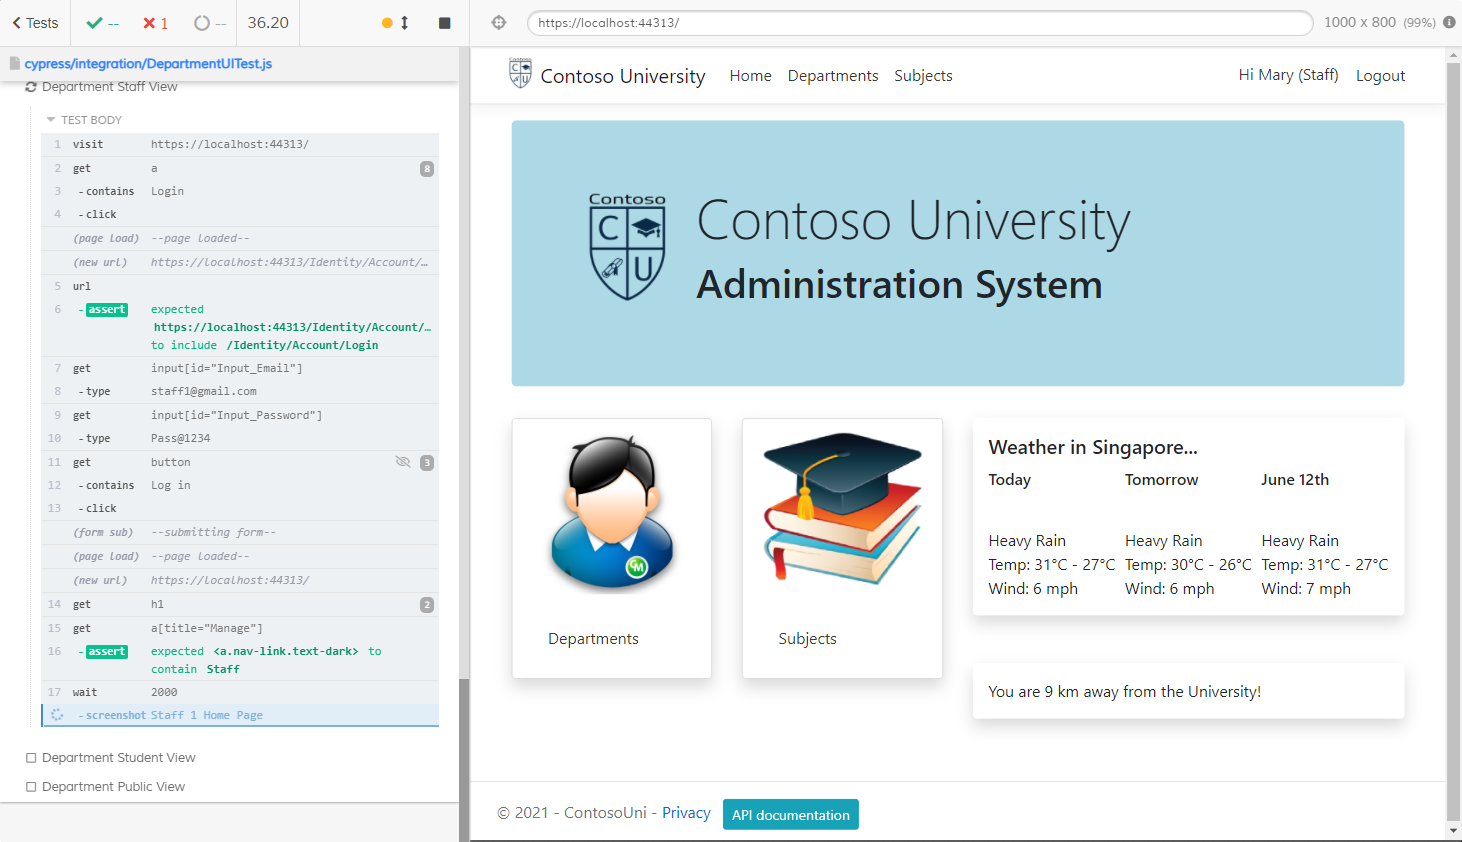 Tests
--
1
--
36.20
cypress/integration/DepartmentUITest.js
Department Staff View
TEST BODY
1 visit https://localhost:44313/
2 get a 8
3 -contains Login
4 -click
(page load) --page loaded--
(new url) https://localhost:44313/Identity/Account/…
5 url
6 -assert expected
https://localhost:44313/Identity/Account/…
to include /Identity/Account/Login
7 get input[id="Input_Email"]
8 -type staff1@gmail.com
9 get input[id="Input_Password"]
10 -type Pass@1234
11 get button 3
12 -contains Log in
13 -click
(form sub) --submitting form--
(page load) --page loaded--
(new url) https://localhost:44313/
14 get h1 2
15 get a[title="Manage"]
16 -assert expected <a.nav-link.text-dark> to
contain Staff
17 wait 2000
-screenshot Staff 1 Home Page
Department Student View
Department Public View
https://localhost:44313/
1000 x 800 (99%)
Contoso
C
U
Contoso University Home Departments Subjects Hi Mary (Staff) Logout
Contoso
C
U
Contoso University
Administration System
GM
Departments
Subjects
Weather in Singapore...
Today Tomorrow June 12th
Heavy Rain Heavy Rain Heavy Rain
Temp: 31°C - 27°C Temp: 30°C - 26°C Temp: 31°C - 27°C
Wind: 6 mph Wind: 6 mph Wind: 7 mph
You are 9 km away from the University!
© 2021 - ContosoUni - Privacy API documentation